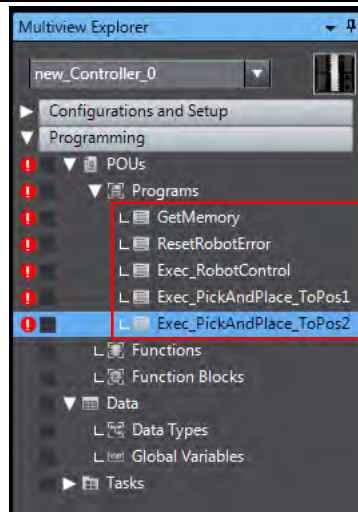 Multiview Explorer
new_Controller_0
Configurations and Setup
Programming
POUs
Programs
GetMemory
ResetRobotError
Exec_RobotControl
Exec_PickAndPlace_ToPos1
Exec_PickAndPlace_ToPos2
Functions
Function Blocks
Data
Data Types
Global Variables
Tasks